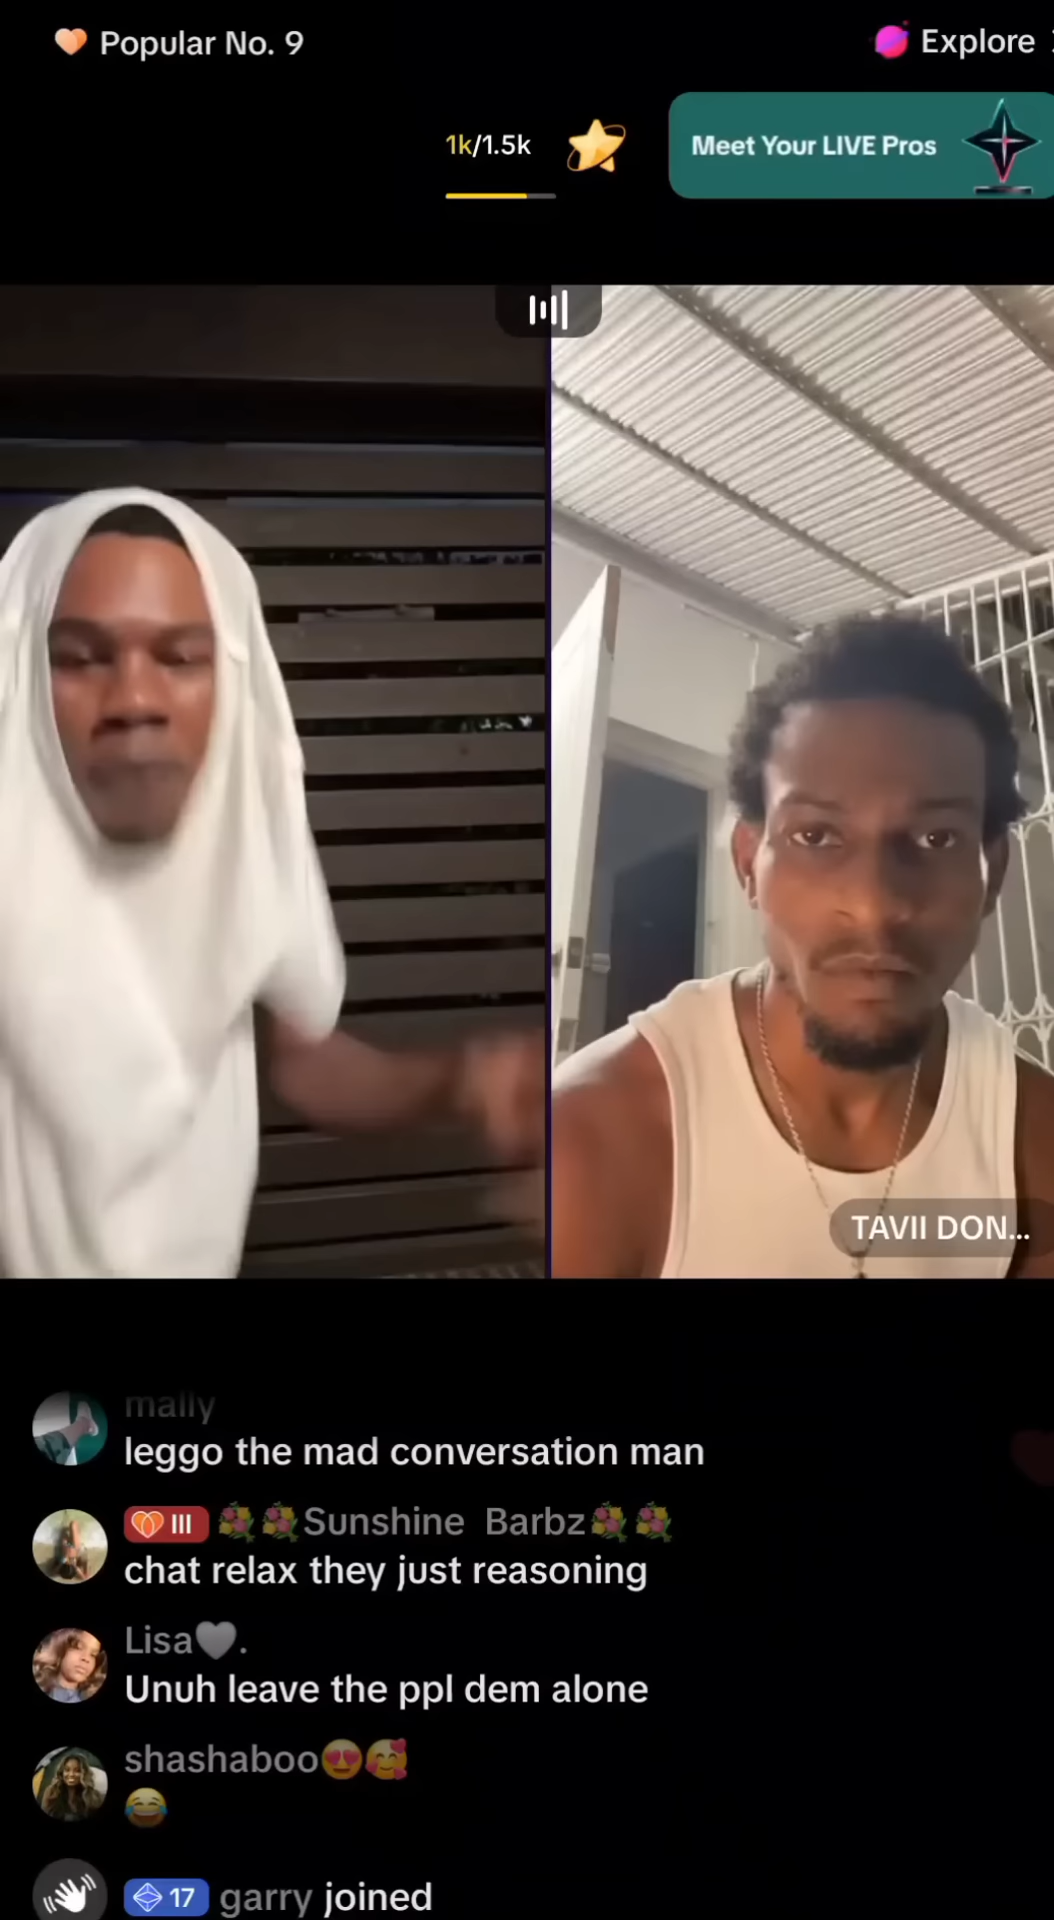 Popular No. 9
Explore
1k/1.5k
Meet Your LIVE Pros
TAVII DON...
mally
leggo the mad conversation man
III 💐💐Sunshine Barbz💐💐
chat relax they just reasoning
Lisa🩶.
Unuh leave the ppl dem alone
shashaboo😍🥰
😂
17 garry joined